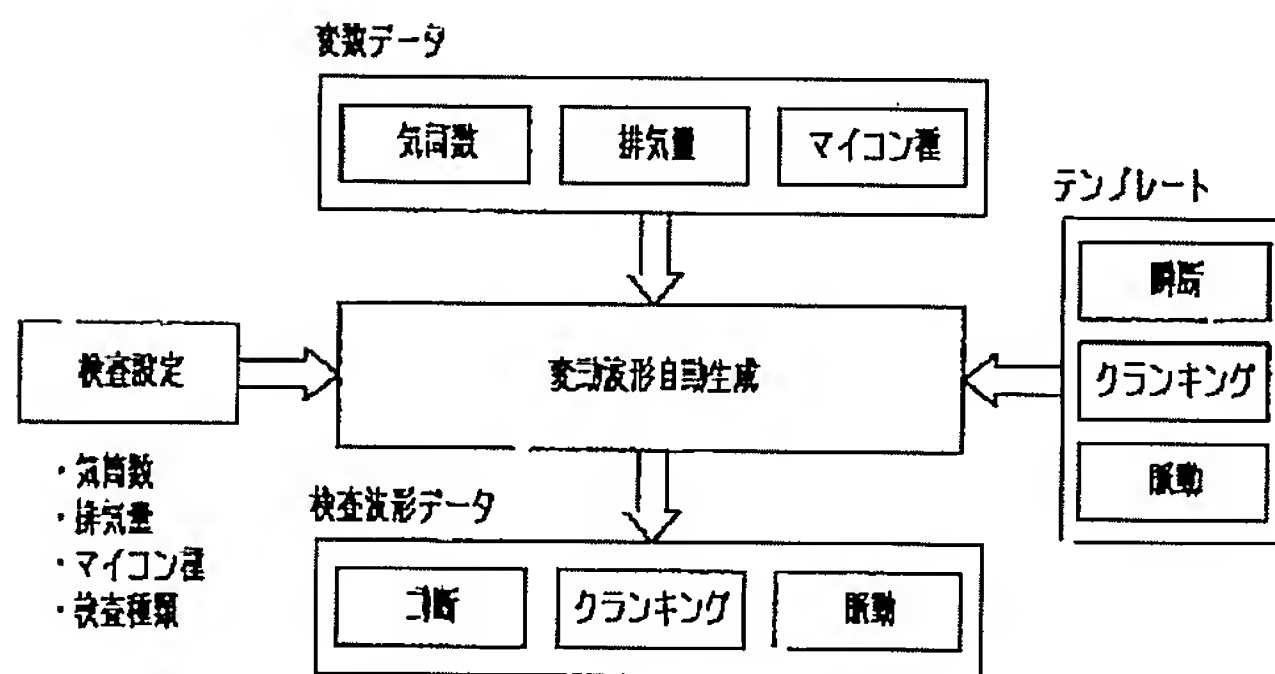 変数データ
気筒数
排気量
マイコン種
テンプレート
瞬断
クランキング
脈動
検査設定
・気筒数
・排気量
・マイコン種
・検査種類
変動波形自動生成
検査波形データ
瞬断
クランキング
脈動